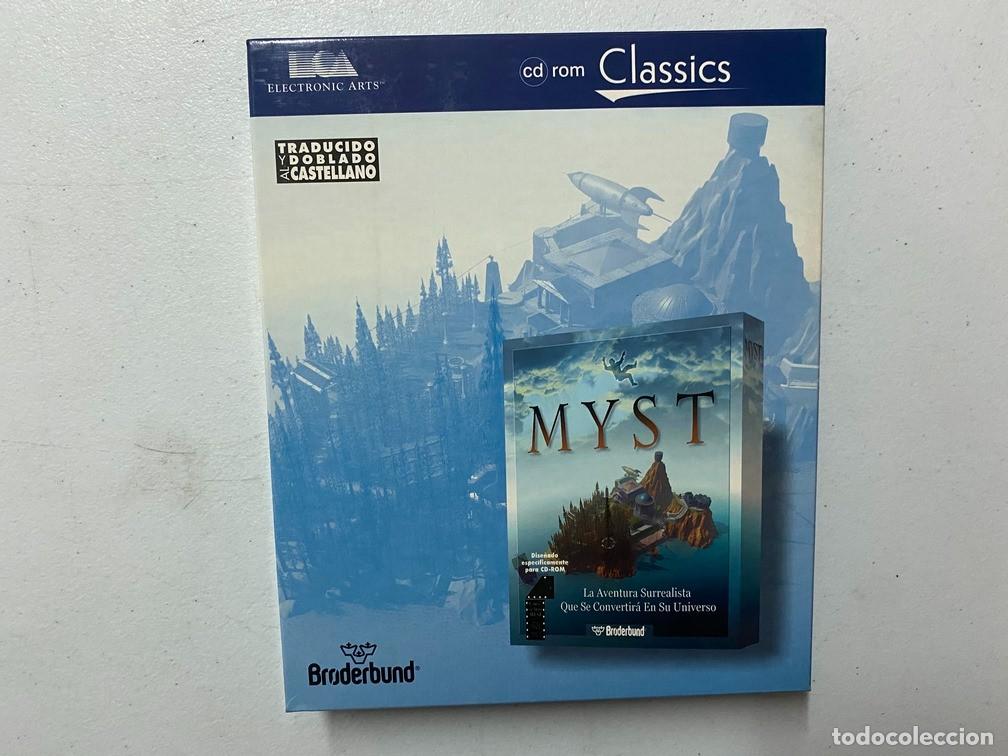 ELECTRONIC ARTS™
cd rom Classics
TRADUCIDO
Y DOBLADO
AL CASTELLANO
MYST
MYST
Diseñado
especificamente
para CD-ROM
La Aventura Surrealista
Que Se Convertirá En Su Universo
Brøderbund
Brøderbund®
todocoleccion